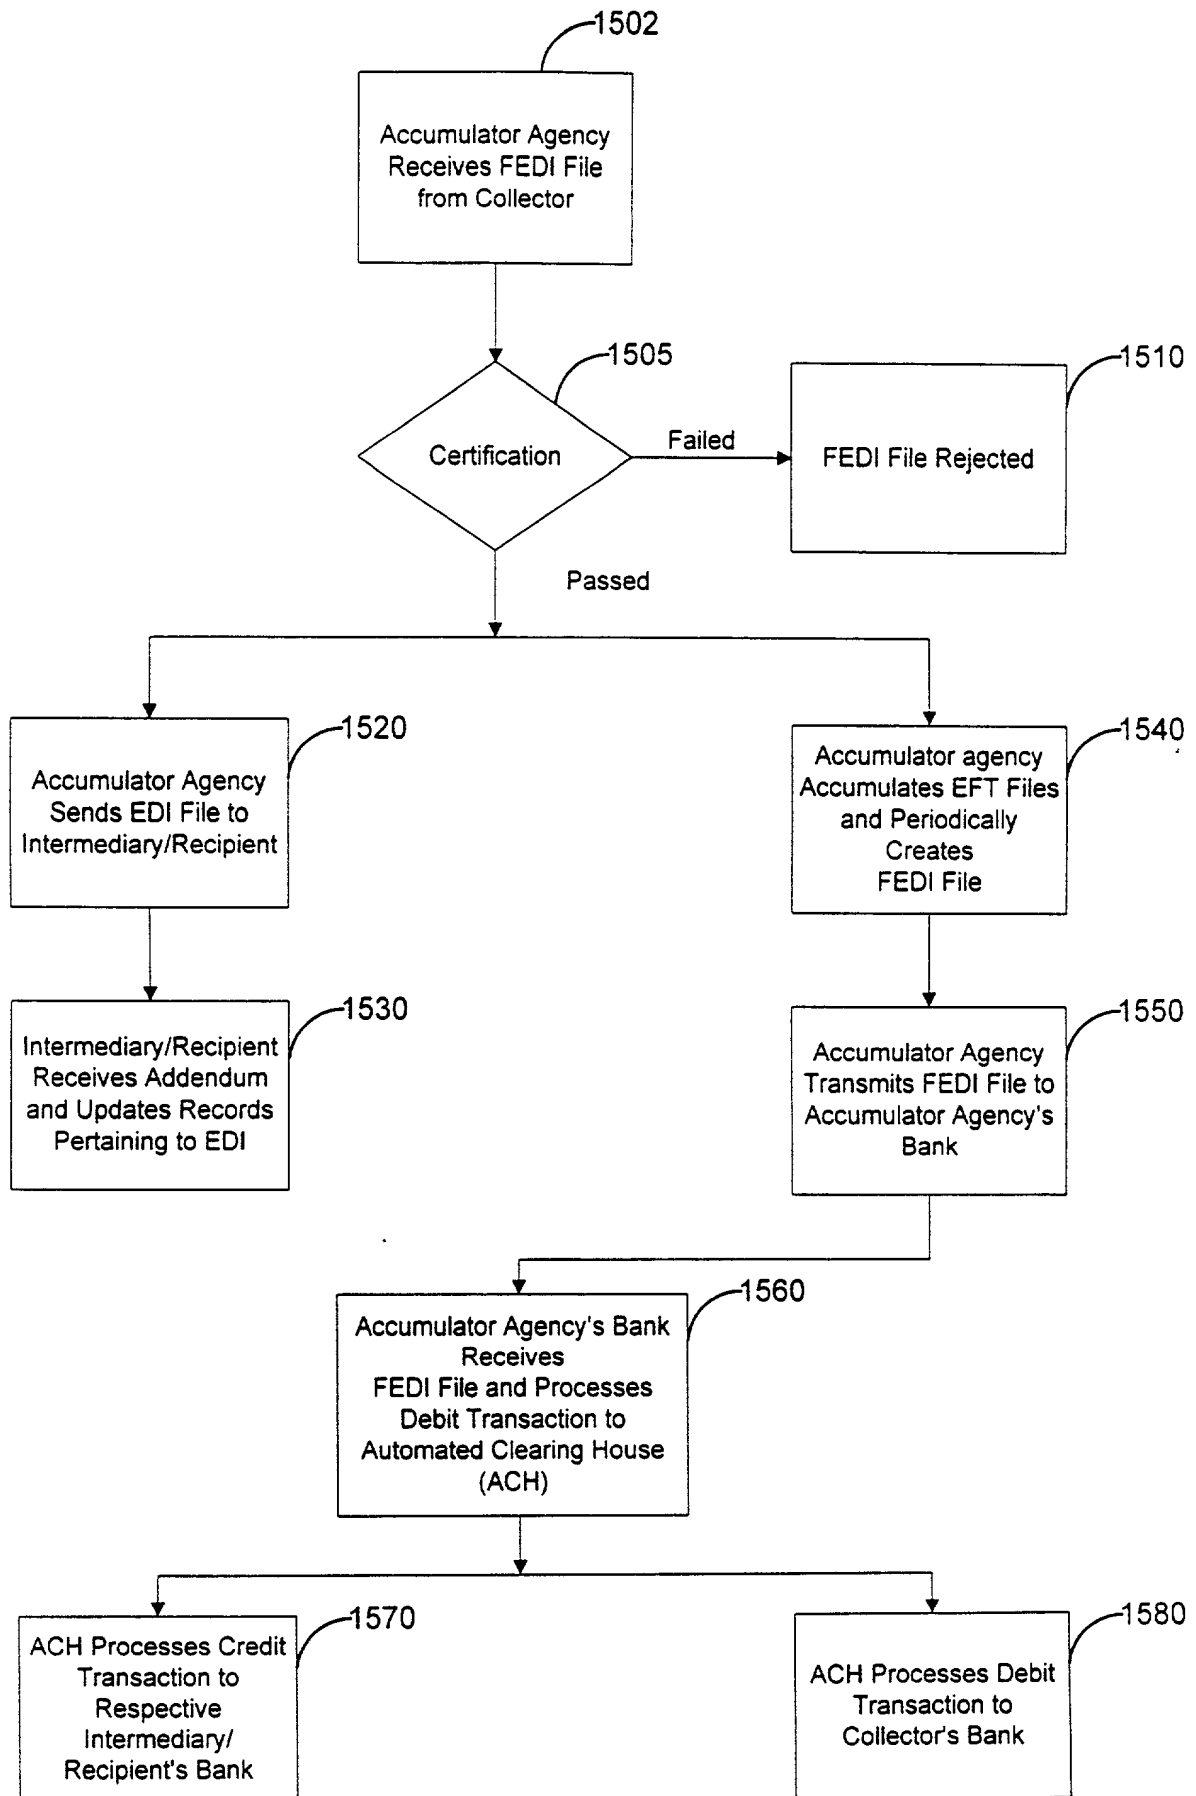 1502
Accumulator Agency
Receives FEDI File
from Collector
1505
Certification
Failed
1510
FEDI File Rejected
Passed
1520
Accumulator Agency
Sends EDI File to
Intermediary/Recipient
1540
Accumulator agency
Accumulates EFT Files
and Periodically
Creates
FEDI File
1530
Intermediary/Recipient
Receives Addendum
and Updates Records
Pertaining to EDI
1550
Accumulator Agency
Transmits FEDI File to
Accumulator Agency's
Bank
1560
Accumulator Agency's Bank
Receives
FEDI File and Processes
Debit Transaction to
Automated Clearing House
(ACH)
1570
ACH Processes Credit
Transaction to
Respective
Intermediary/
Recipient's Bank
1580
ACH Processes Debit
Transaction to
Collector's Bank